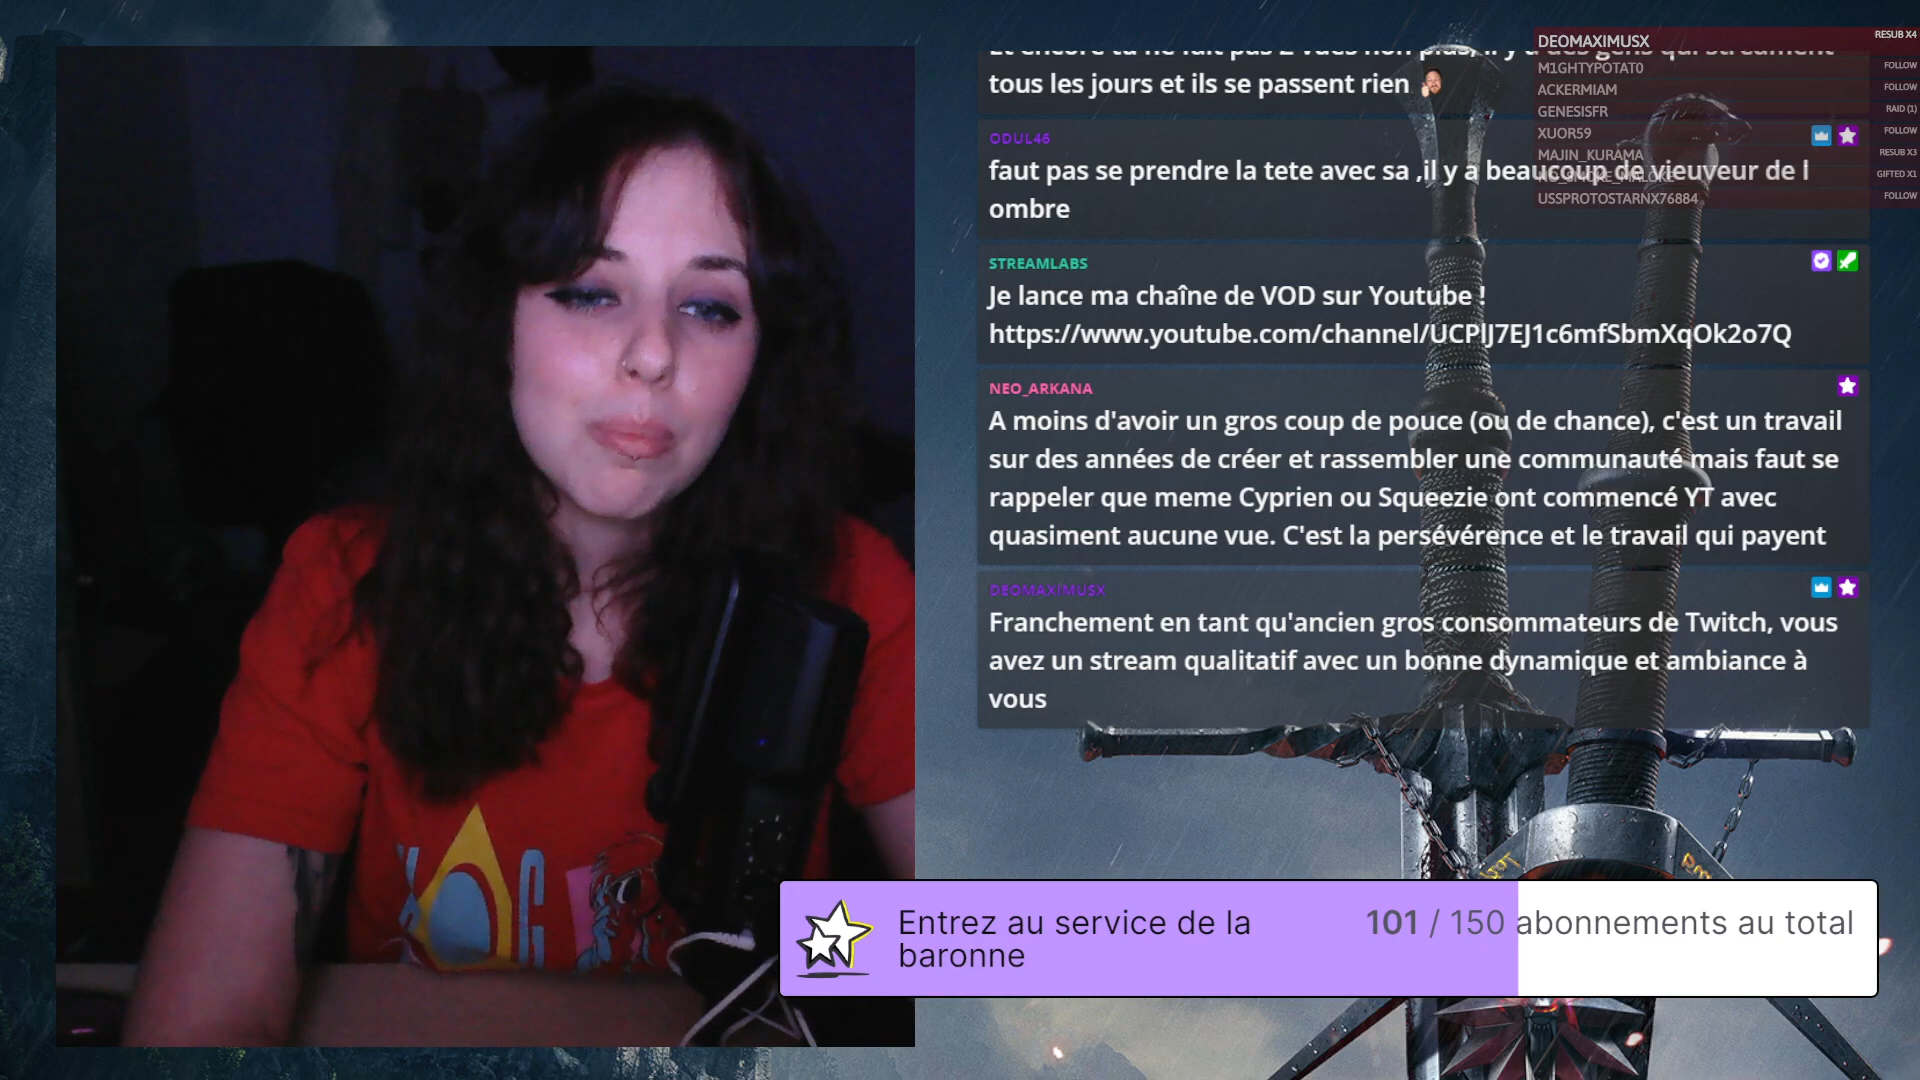 tous les jours et ils se passent rien
ODUL46
faut pas se prendre la tete avec sa ,il y a beaucoup de vieuveur de l
ombre
STREAMLABS
Je lance ma chaîne de VOD sur Youtube !
https://www.youtube.com/channel/UCPlJ7EJ1c6mfSbmXqOk2o7Q
NEO_ARKANA
A moins d'avoir un gros coup de pouce (ou de chance), c'est un travail
sur des années de créer et rassembler une communauté mais faut se
rappeler que meme Cyprien ou Squeezie ont commencé YT avec
quasiment aucune vue. C'est la persévérence et le travail qui payent
DEOMAXIMUSX
Franchement en tant qu'ancien gros consommateurs de Twitch, vous
avez un stream qualitatif avec un bonne dynamique et ambiance à
vous
DEOMAXIMUSX RESUB X4
M1GHTYPOTAT0 FOLLOW
ACKERMIAM FOLLOW
GENESISFR RAID (1)
XUOR59 FOLLOW
MAJIN_KURAMA RESUB X3
GIFTED X1
USSPROTOSTARNX76884 FOLLOW
Entrez au service de la
baronne
101 / 150 abonnements au total